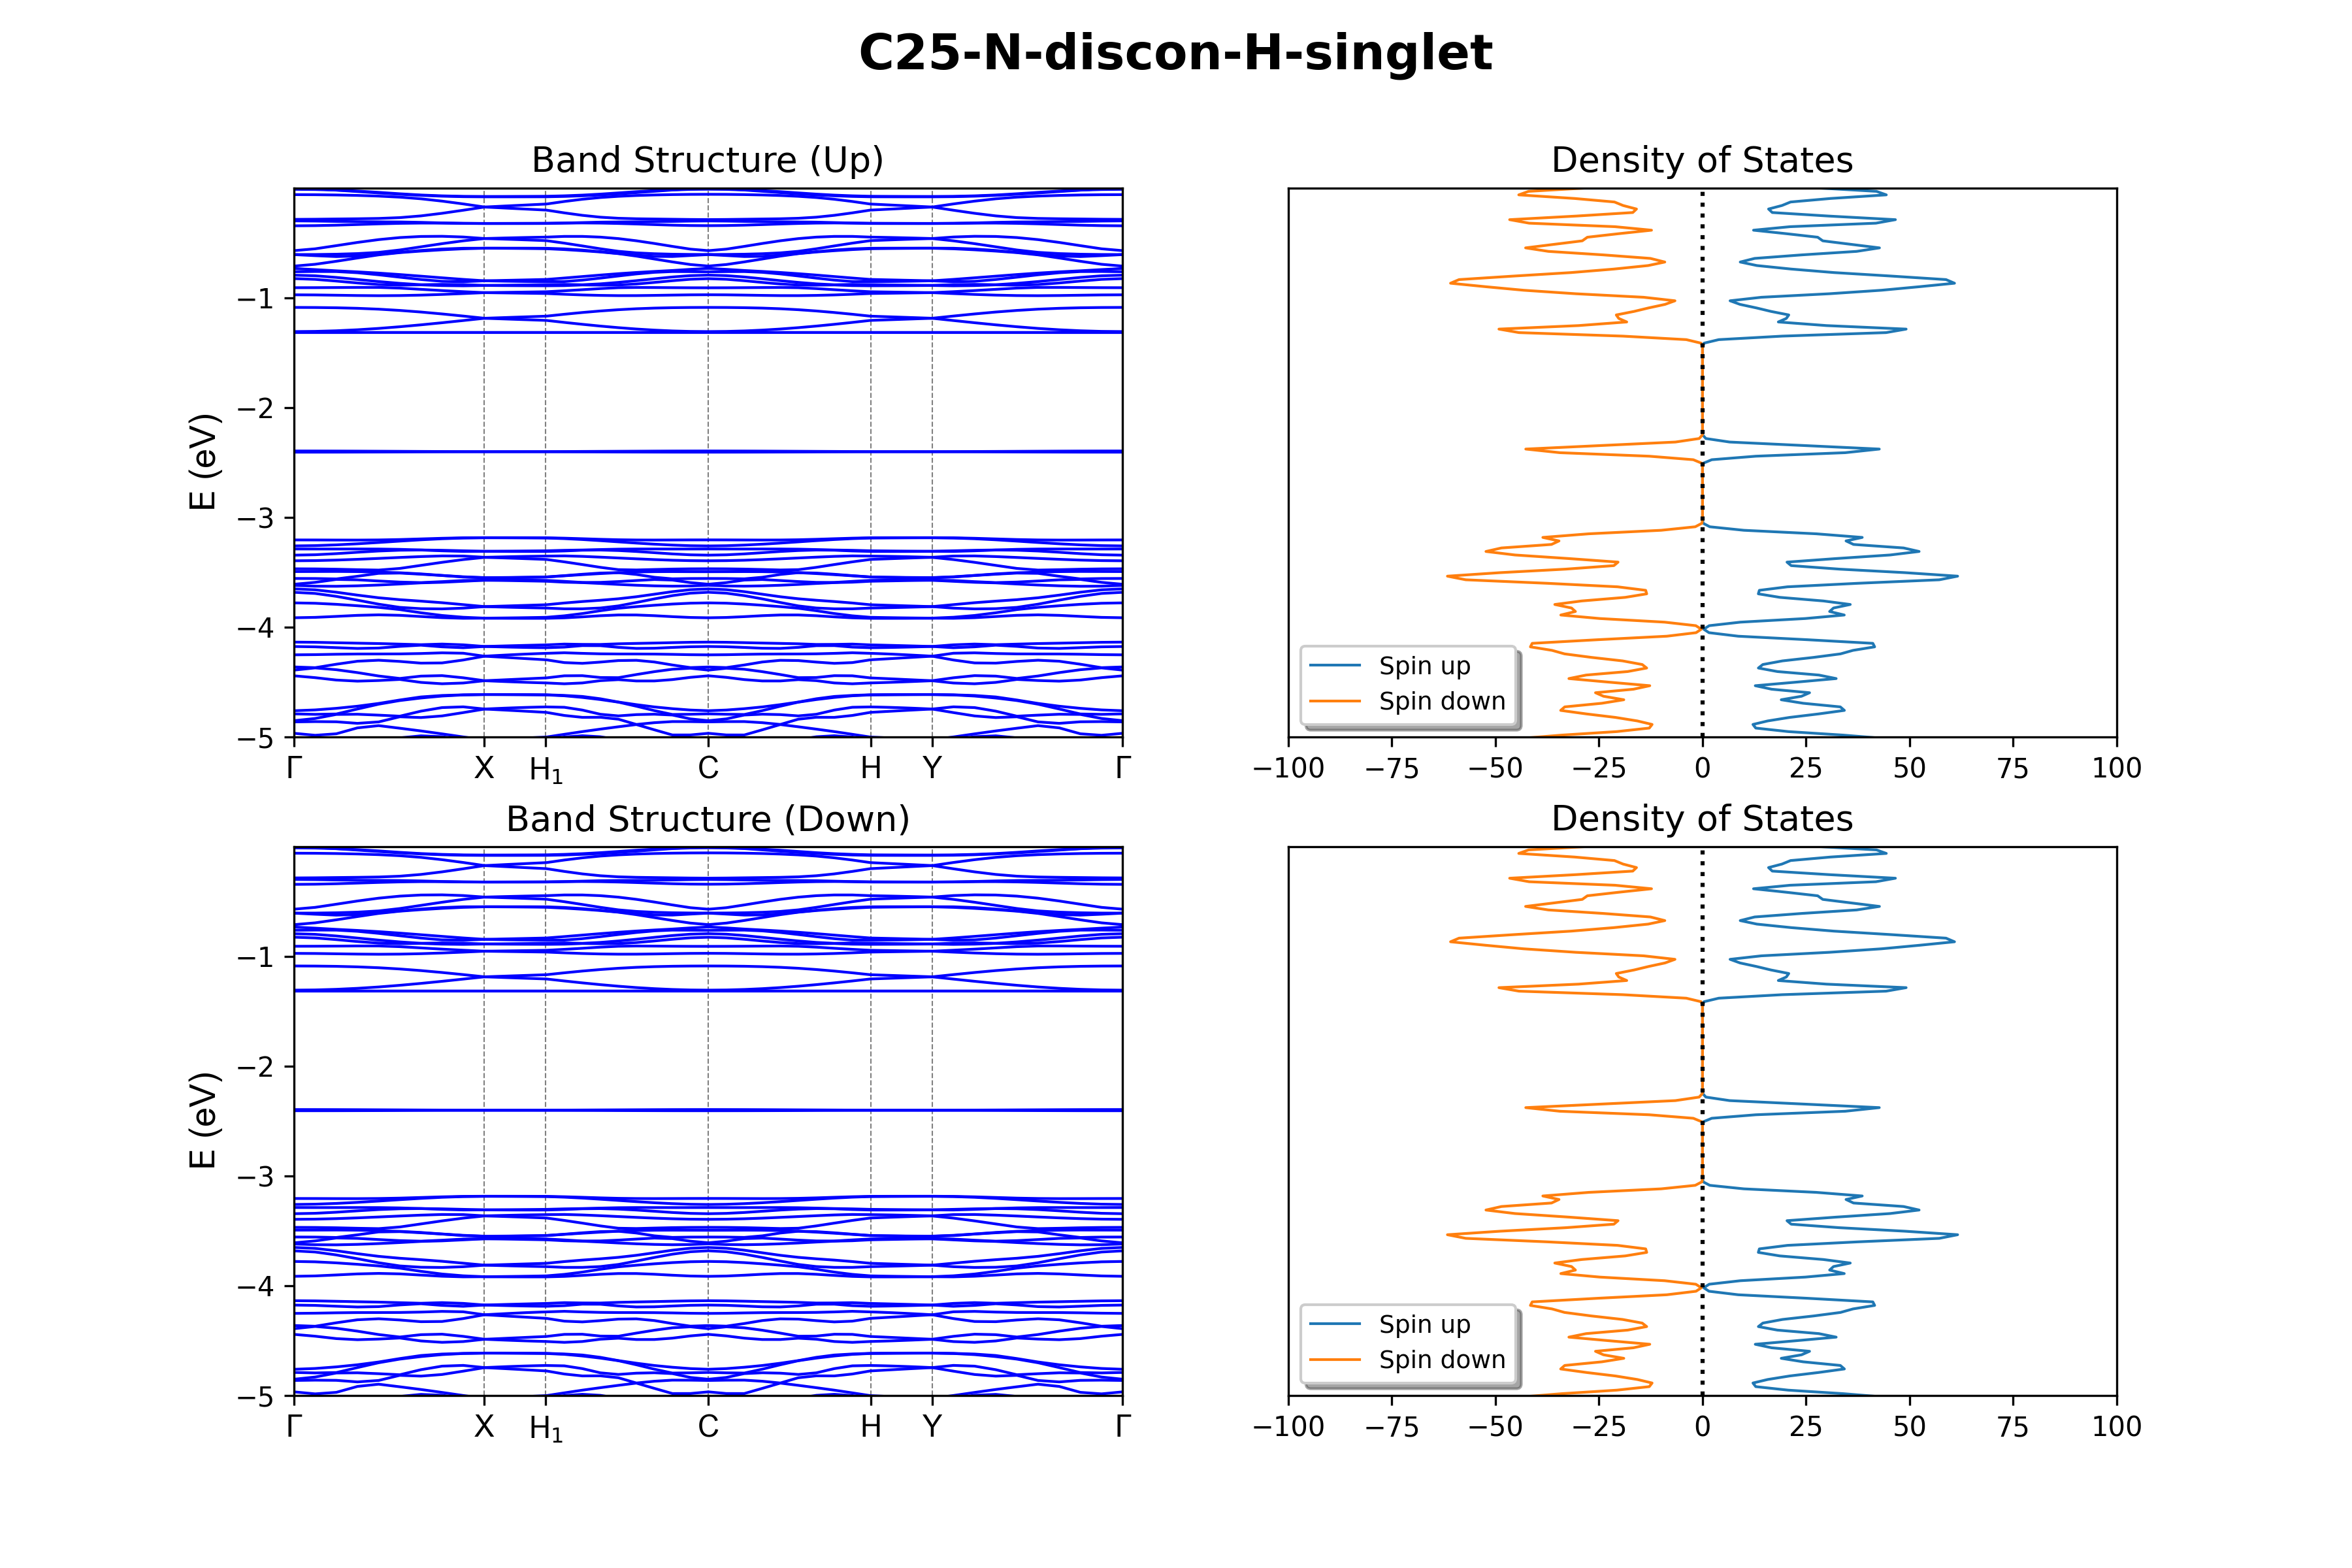 C25-N-discon-H-singlet
Band Structure (Up)
Density of States
E (eV)
−1
−2
−3
−4
−5
Γ X H₁ C H Y Γ
Spin up
Spin down
−100 −75 −50 −25 0 25 50 75 100
Band Structure (Down)
Density of States
E (eV)
−1
−2
−3
−4
−5
Γ X H₁ C H Y Γ
Spin up
Spin down
−100 −75 −50 −25 0 25 50 75 100